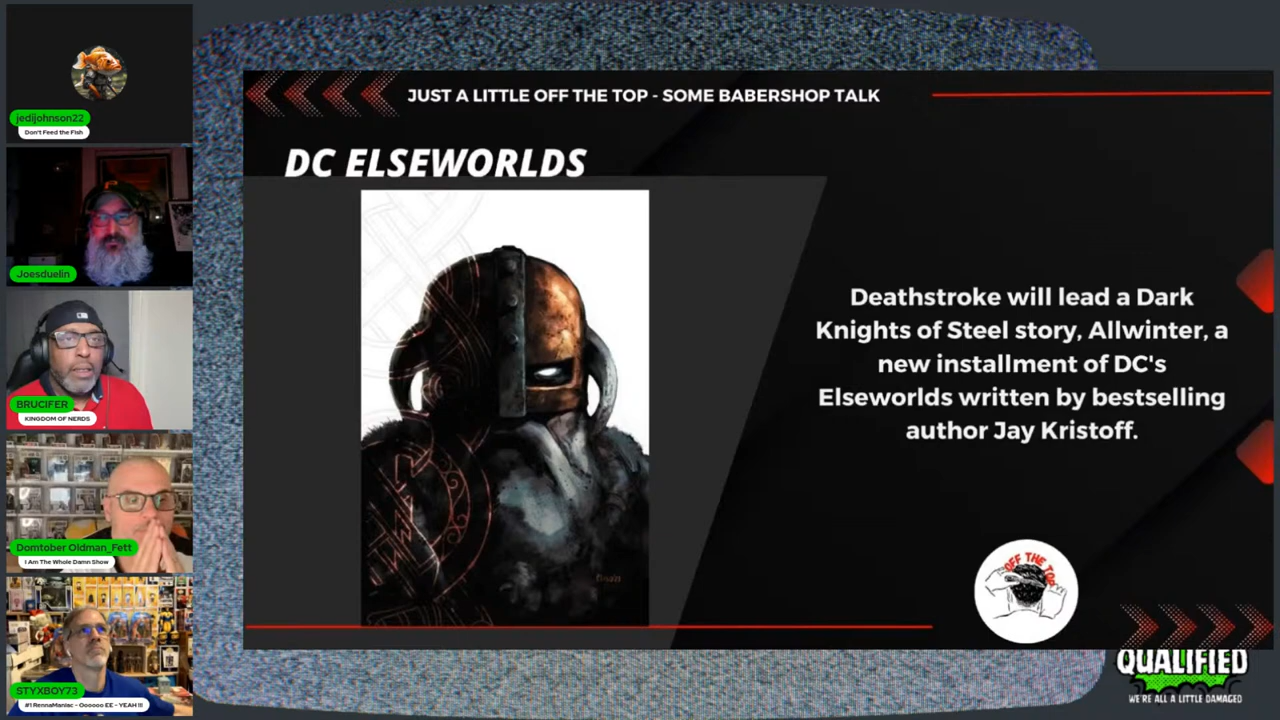 jedijohnson22
Don't Feed the Fish
Joesduelin
BRUCIFER
KINGDOM OF NERDS
Domtober Oldman_Fett
I Am The Whole Damn Show
STYXBOY73
#1 RennaManiac - Oooooo EE - YEAH !!!
JUST A LITTLE OFF THE TOP - SOME BABERSHOP TALK
DC ELSEWORLDS
Deathstroke will lead a Dark
Knights of Steel story, Allwinter, a
new installment of DC's
Elseworlds written by bestselling
author Jay Kristoff.
OFF THE TOP
QUALIFIED
WE'RE ALL A LITTLE DAMAGED